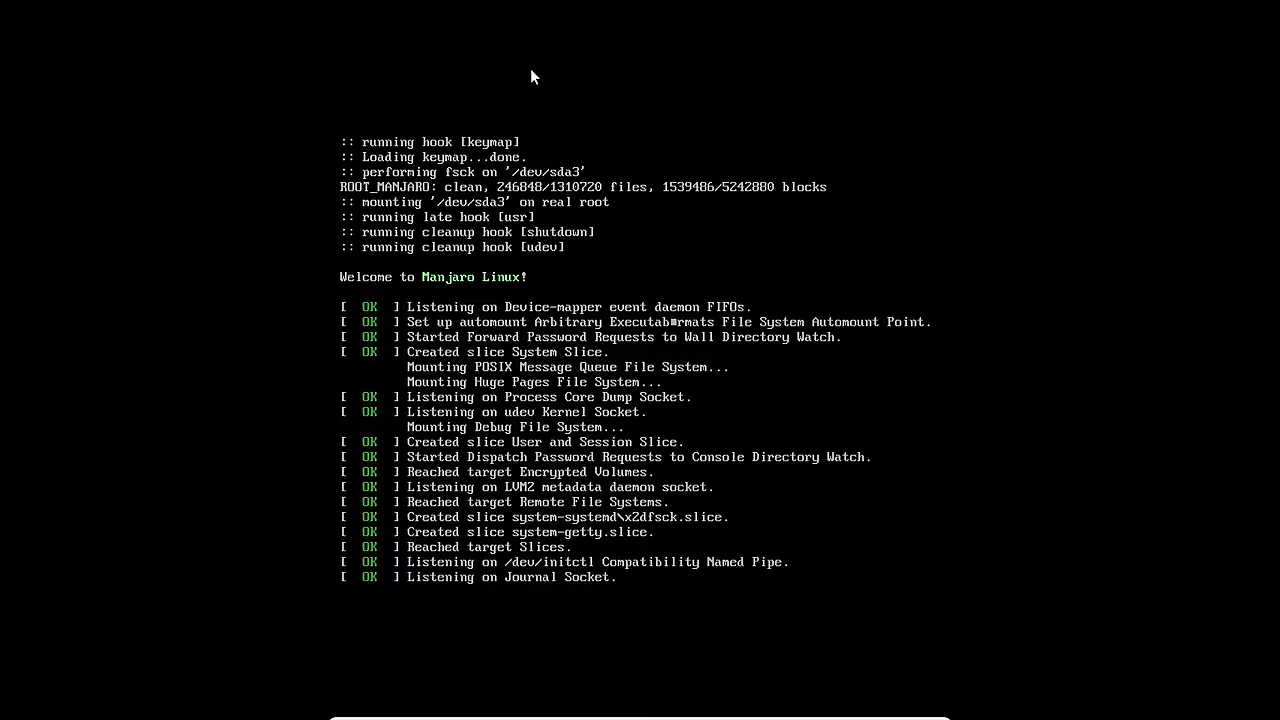 :: running hook [keymap]
:: Loading keymap...done.
:: performing fsck on '/dev/sda3'
ROOT_MANJARO: clean, 246848/1310720 files, 1539486/5242880 blocks
:: mounting '/dev/sda3' on real root
:: running late hook [usr]
:: running cleanup hook [shutdown]
:: running cleanup hook [udev]
Welcome to Manjaro Linux!
[  OK  ] Listening on Device-mapper event daemon FIFOs.
[  OK  ] Set up automount Arbitrary Executab■rmats File System Automount Point.
[  OK  ] Started Forward Password Requests to Wall Directory Watch.
[  OK  ] Created slice System Slice.
Mounting POSIX Message Queue File System...
Mounting Huge Pages File System...
[  OK  ] Listening on Process Core Dump Socket.
[  OK  ] Listening on udev Kernel Socket.
Mounting Debug File System...
[  OK  ] Created slice User and Session Slice.
[  OK  ] Started Dispatch Password Requests to Console Directory Watch.
[  OK  ] Reached target Encrypted Volumes.
[  OK  ] Listening on LVM2 metadata daemon socket.
[  OK  ] Reached target Remote File Systems.
[  OK  ] Created slice system-systemd\x2dfsck.slice.
[  OK  ] Created slice system-getty.slice.
[  OK  ] Reached target Slices.
[  OK  ] Listening on /dev/initctl Compatibility Named Pipe.
[  OK  ] Listening on Journal Socket.